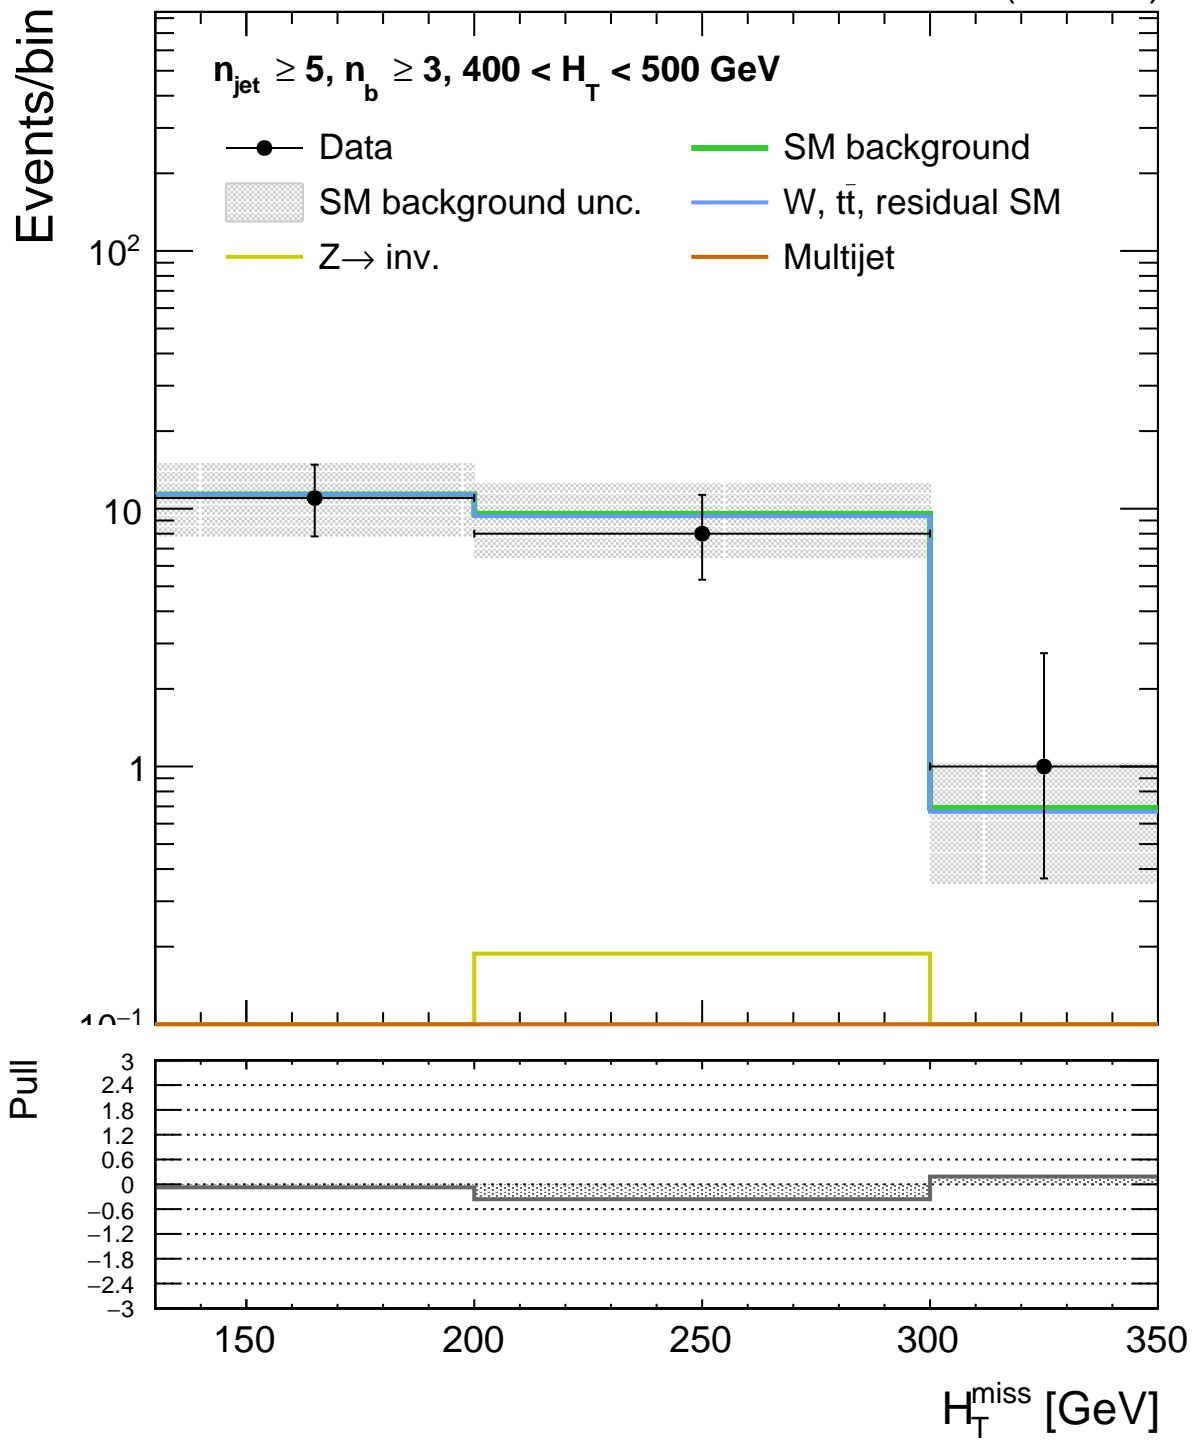 Events/bin
n_jet ≥ 5, n_b ≥ 3, 400 < H_T < 500 GeV
Data
SM background
SM background unc.
W, tt̄, residual SM
Z→ inv.
Multijet
10²
10
1
10⁻¹
Pull
3
2.4
1.8
1.2
0.6
0
−0.6
−1.2
−1.8
−2.4
−3
150 200 250 300 350
H_T^miss [GeV]